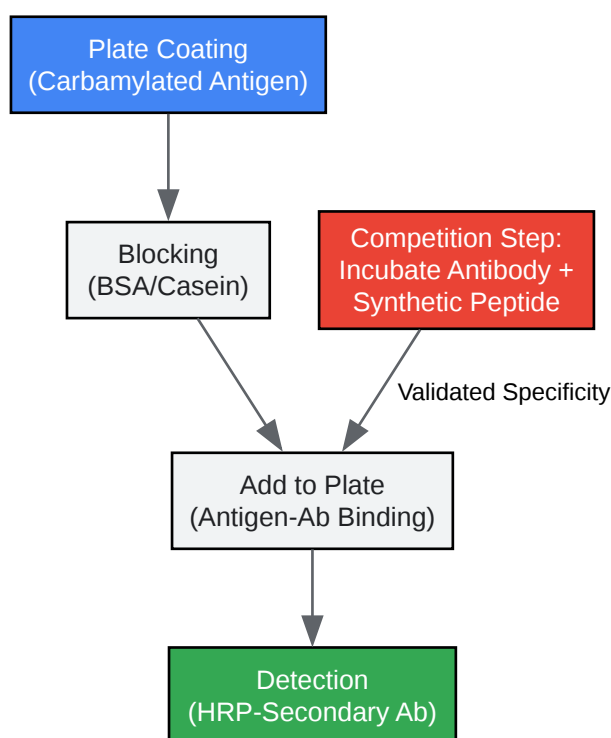 Plate Coating
(Carbamylated Antigen)
Blocking
(BSA/Casein)
Competition Step:
Incubate Antibody +
Synthetic Peptide
Validated Specificity
Add to Plate
(Antigen-Ab Binding)
Detection
(HRP-Secondary Ab)